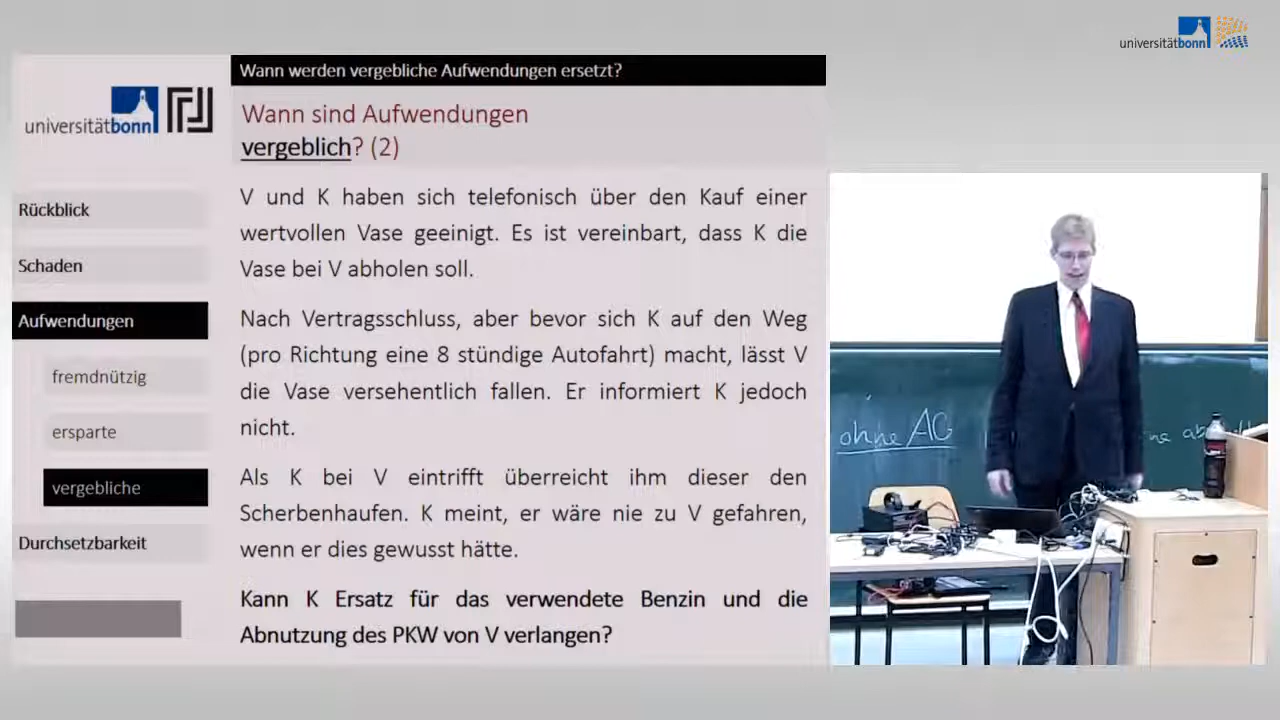 universitätbonn
Wann werden vergebliche Aufwendungen ersetzt?
universitätbonn
Wann sind Aufwendungen
vergeblich? (2)
Rückblick
Schaden
Aufwendungen
fremdnützig
ersparte
vergebliche
Durchsetzbarkeit
V und K haben sich telefonisch über den Kauf einer
wertvollen Vase geeinigt. Es ist vereinbart, dass K die
Vase bei V abholen soll.
Nach Vertragsschluss, aber bevor sich K auf den Weg
(pro Richtung eine 8 stündige Autofahrt) macht, lässt V
die Vase versehentlich fallen. Er informiert K jedoch
nicht.
Als K bei V eintrifft überreicht ihm dieser den
Scherbenhaufen. K meint, er wäre nie zu V gefahren,
wenn er dies gewusst hätte.
Kann K Ersatz für das verwendete Benzin und die
Abnutzung des PKW von V verlangen?
ohne AG